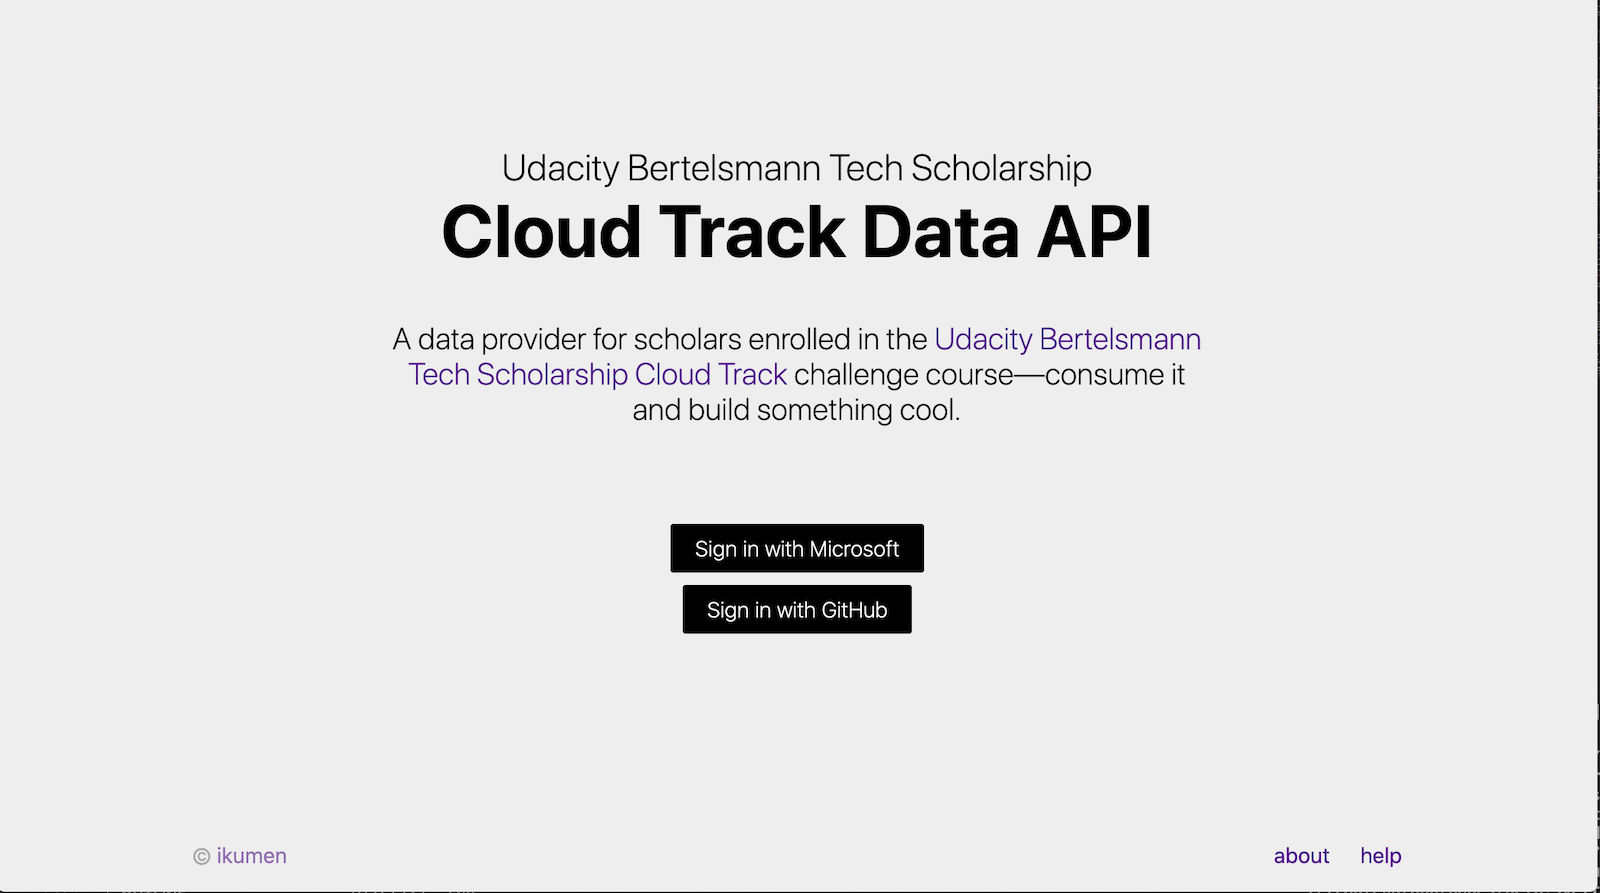 Udacity Bertelsmann Tech Scholarship
Cloud Track Data API
A data provider for scholars enrolled in the Udacity Bertelsmann
Tech Scholarship Cloud Track challenge course—consume it
and build something cool.
Sign in with Microsoft
Sign in with GitHub
© ikumen
about help